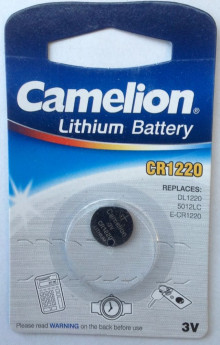 Camelion
Lithium Battery
CR1220
REPLACES:
DL1220
5012LC
E-CR1220
Please read WARNING on the back before use.
3V